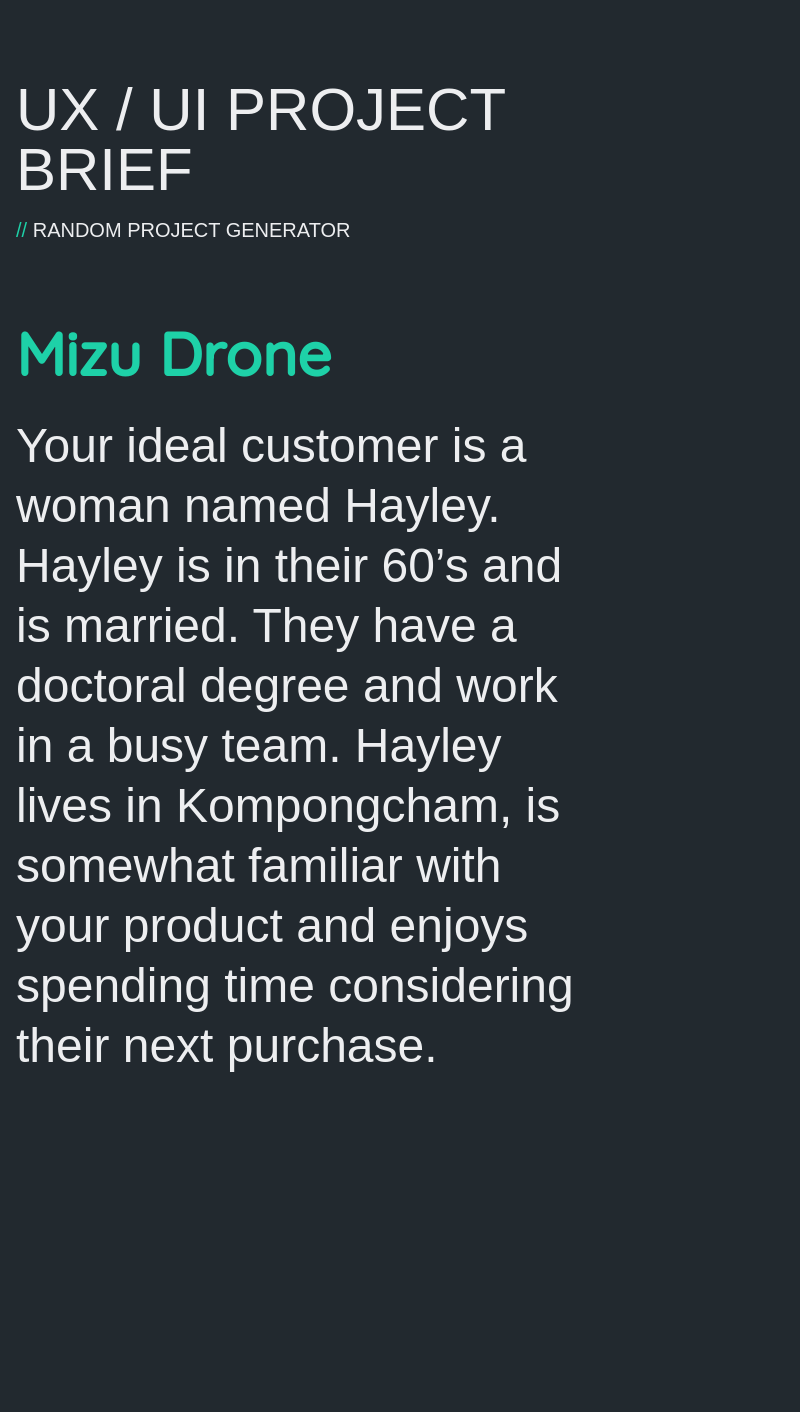 UX / UI PROJECT
BRIEF
// RANDOM PROJECT GENERATOR
Mizu Drone
Your ideal customer is a
woman named Hayley.
Hayley is in their 60’s and
is married. They have a
doctoral degree and work
in a busy team. Hayley
lives in Kompongcham, is
somewhat familiar with
your product and enjoys
spending time considering
their next purchase.